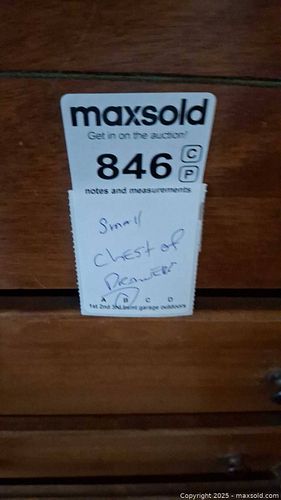 maxsold
Get in on the auction!
846 C
P
notes and measurements
Small
Chest of
Drawers
A B C D
1st 2nd 3rd bsmt garage outdoors
Copyright © 2025 - maxsold.com